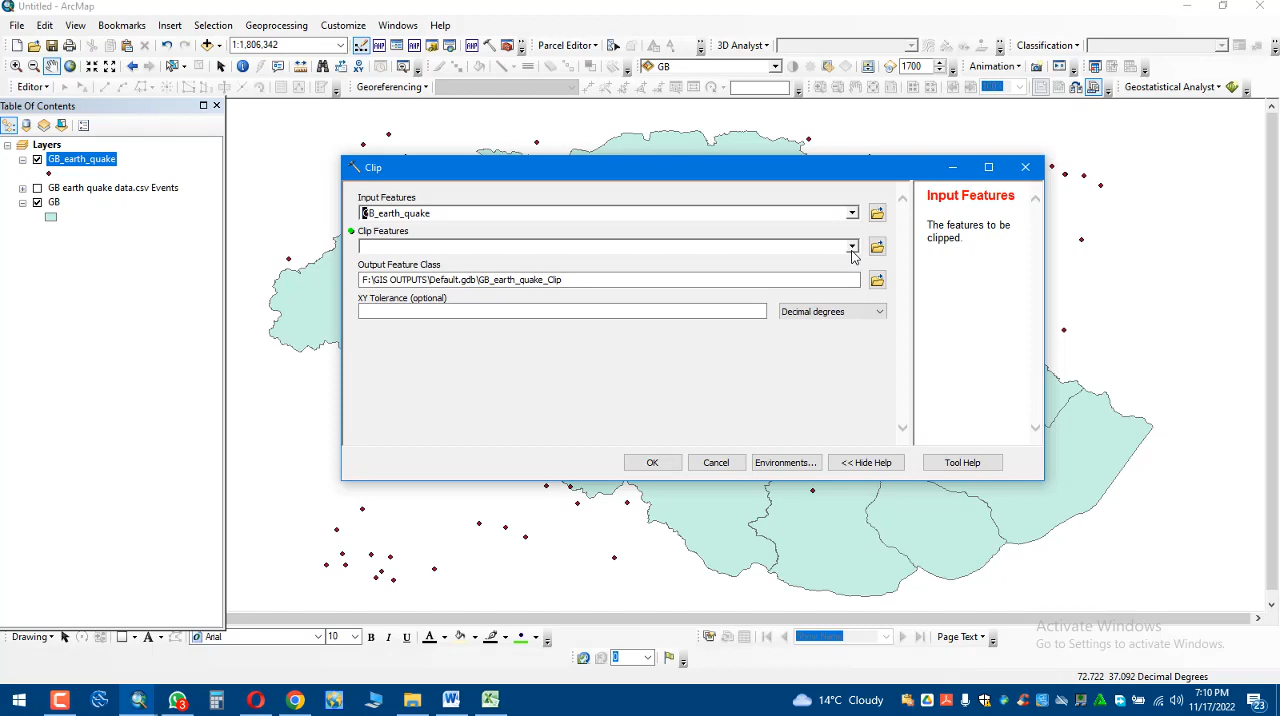 Untitled - ArcMap
File Edit View Bookmarks Insert Selection Geoprocessing Customize Windows Help
1:1,806,342 Parcel Editor 3D Analyst Classification
GB 1700 Animation
Editor Georeferencing Geostatistical Analyst
Table Of Contents
Layers
GB_earth_quake
GB earth quake data.csv Events
GB
Clip
Input Features
GB_earth_quake
Clip Features
Output Feature Class
F:\GIS OUTPUTS\Default.gdb\GB_earth_quake_Clip
XY Tolerance (optional)
Decimal degrees
OK Cancel Environments... << Hide Help Tool Help
Input Features
The features to be
clipped.
Activate Windows
Go to Settings to activate Windows.
Drawing Arial 10 B I U A Page Text
0
72.722 37.092 Decimal Degrees
3
14°C Cloudy
7:10 PM
11/17/2022
23